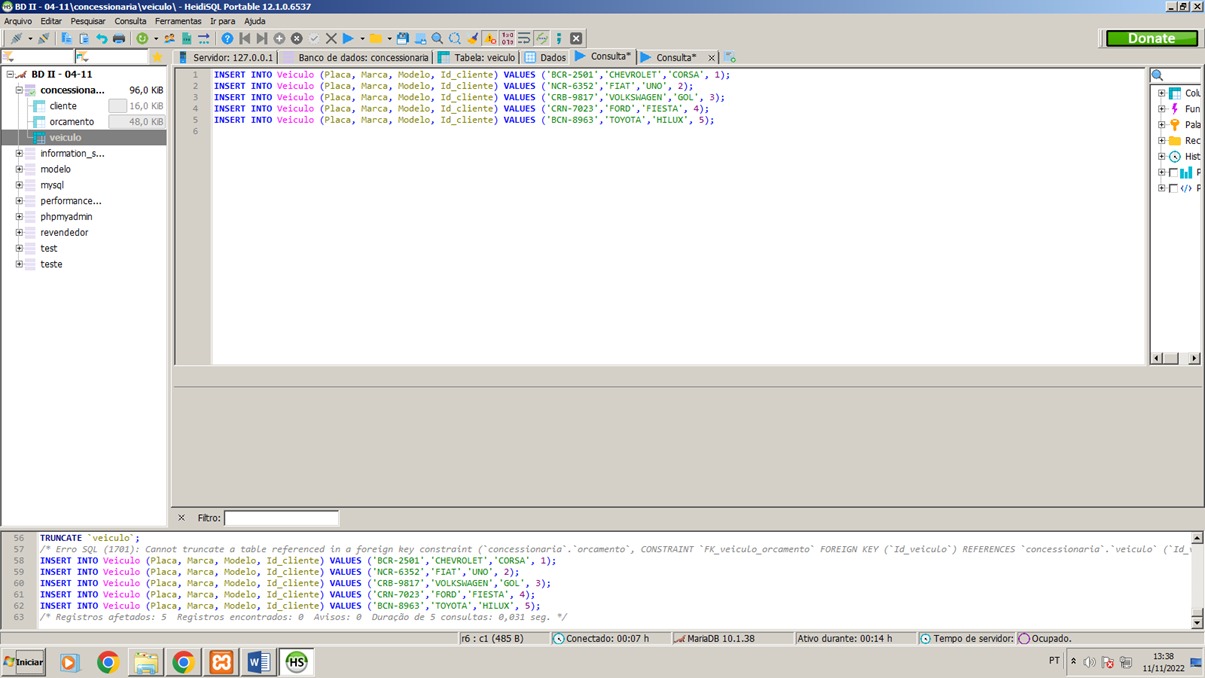 BD II - 04-11\concessionaria\veiculo\ - HeidiSQL Portable 12.1.0.6537
Arquivo Editar Pesquisar Consulta Ferramentas Ir para Ajuda
Donate
Servidor: 127.0.0.1 Banco de dados: concessionaria Tabela: veiculo Dados Consulta* Consulta*
BD II - 04-11
concessiona... 96,0 KiB
cliente 16,0 KiB
orcamento 48,0 KiB
veiculo
information_s...
modelo
mysql
performance...
phpmyadmin
revendedor
test
teste
1 INSERT INTO Veiculo (Placa, Marca, Modelo, Id_cliente) VALUES ('BCR-2501','CHEVROLET','CORSA', 1);
2 INSERT INTO Veiculo (Placa, Marca, Modelo, Id_cliente) VALUES ('NCR-6352','FIAT','UNO', 2);
3 INSERT INTO Veiculo (Placa, Marca, Modelo, Id_cliente) VALUES ('CRB-9817','VOLKSWAGEN','GOL', 3);
4 INSERT INTO Veiculo (Placa, Marca, Modelo, Id_cliente) VALUES ('CRN-7023','FORD','FIESTA', 4);
5 INSERT INTO Veiculo (Placa, Marca, Modelo, Id_cliente) VALUES ('BCN-8963','TOYOTA','HILUX', 5);
6
Colu
Fun
Pala
Rec
Hist
P
P
Filtro:
56 TRUNCATE `veiculo`;
57 /* Erro SQL (1701): Cannot truncate a table referenced in a foreign key constraint (`concessionaria`.`orcamento`, CONSTRAINT `FK_veiculo_orcamento` FOREIGN KEY (`Id_veiculo`) REFERENCES `concessionaria`.`veiculo` (`Id_v
58 INSERT INTO Veiculo (Placa, Marca, Modelo, Id_cliente) VALUES ('BCR-2501','CHEVROLET','CORSA', 1);
59 INSERT INTO Veiculo (Placa, Marca, Modelo, Id_cliente) VALUES ('NCR-6352','FIAT','UNO', 2);
60 INSERT INTO Veiculo (Placa, Marca, Modelo, Id_cliente) VALUES ('CRB-9817','VOLKSWAGEN','GOL', 3);
61 INSERT INTO Veiculo (Placa, Marca, Modelo, Id_cliente) VALUES ('CRN-7023','FORD','FIESTA', 4);
62 INSERT INTO Veiculo (Placa, Marca, Modelo, Id_cliente) VALUES ('BCN-8963','TOYOTA','HILUX', 5);
63 /* Registros afetados: 5 Registros encontrados: 0 Avisos: 0 Duração de 5 consultas: 0,031 seg. */
r6 : c1 (485 B) Conectado: 00:07 h MariaDB 10.1.38 Ativo durante: 00:14 h Tempo de servidor: Ocupado.
Iniciar HS PT 13:38
11/11/2022